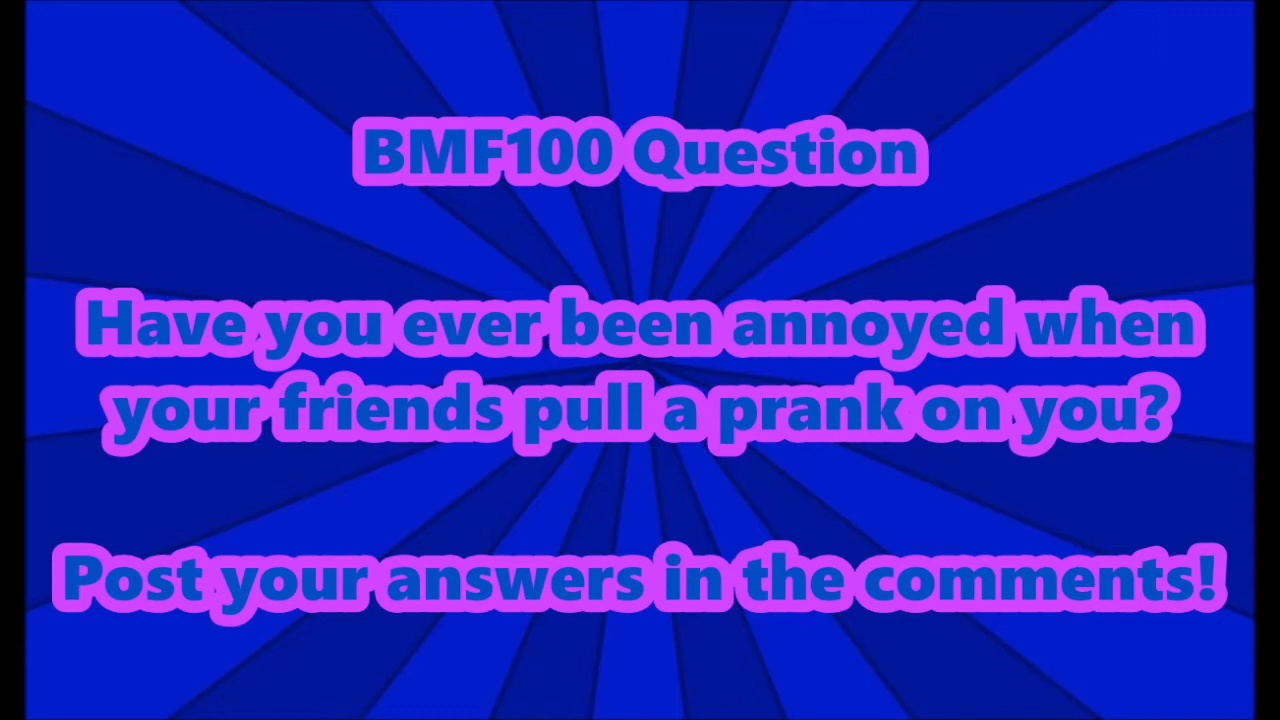 BMF100 Question
Have you ever been annoyed when
your friends pull a prank on you?
Post your answers in the comments!